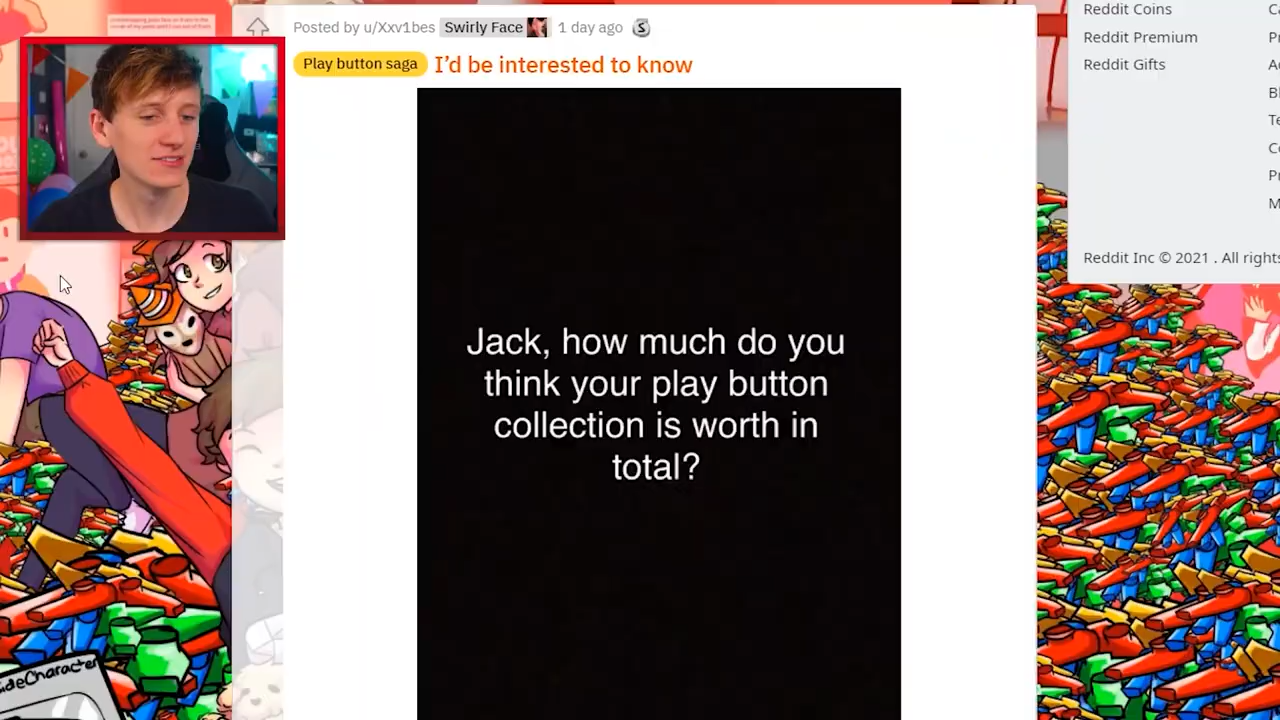 Posted by u/Xxv1bes Swirly Face 1 day ago
Play button saga I'd be interested to know
Jack, how much do you
think your play button
collection is worth in
total?
Reddit Coins
Reddit Premium
Reddit Gifts
Reddit Inc © 2021 . All rights
ideCharacter